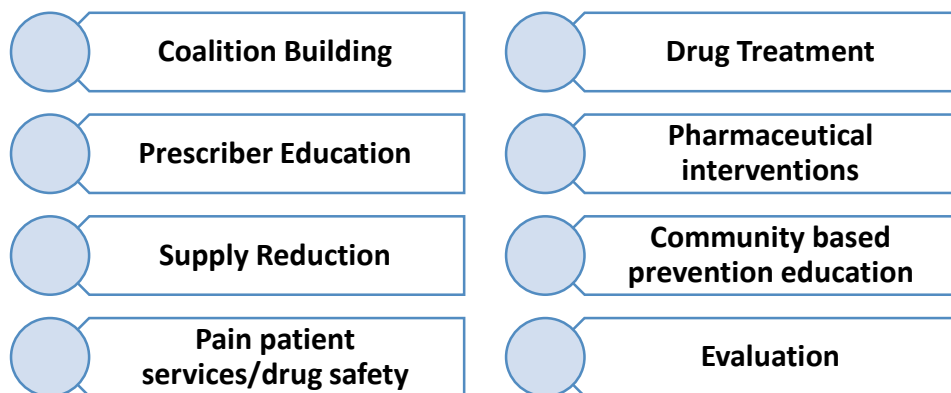 Coalition Building
Prescriber Education
Supply Reduction
Pain patient
services/drug safety
Drug Treatment
Pharmaceutical
interventions
Community based
prevention education
Evaluation